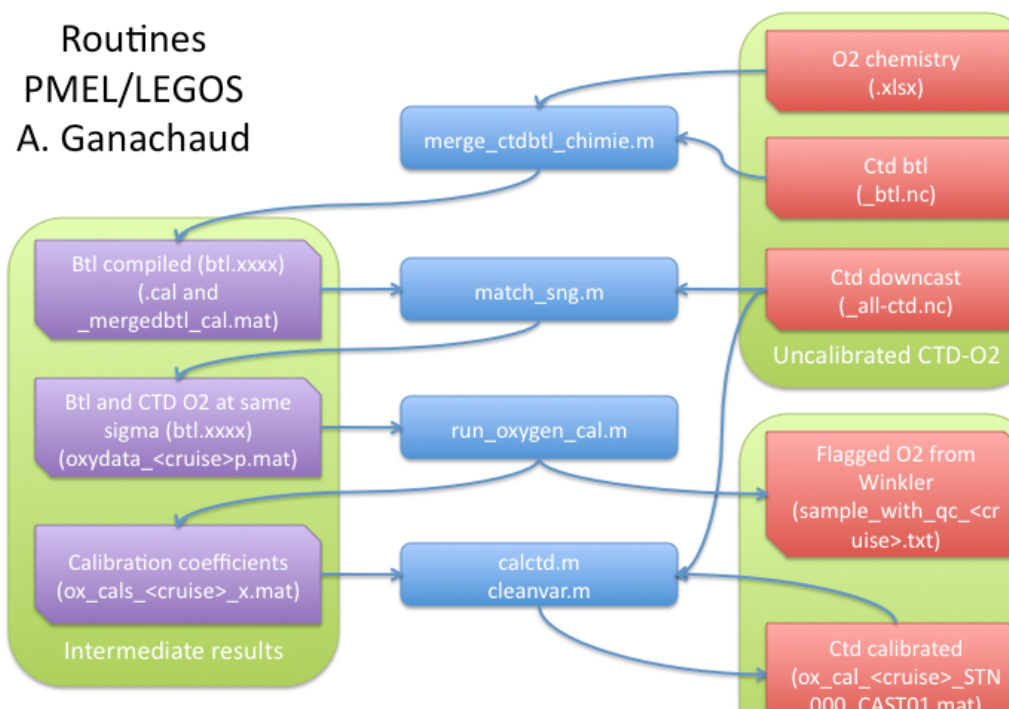 Routines
PMEL/LEGOS
A. Ganachaud
O2 chemistry
(.xlsx)
merge_ctdbtl_chimie.m
Ctd btl
(_btl.nc)
Btl compiled (btl.xxxx)
(.cal and
_mergedbtl_cal.mat)
match_sng.m
Ctd downcast
(_all-ctd.nc)
Uncalibrated CTD-O2
Btl and CTD O2 at same
sigma (btl.xxxx)
(oxydata_<cruise>p.mat)
run_oxygen_cal.m
Flagged O2 from
Winkler
(sample_with_qc_<cr
uise>.txt)
Calibration coefficients
(ox_cals_<cruise>_x.mat)
calctd.m
cleanvar.m
Intermediate results
Ctd calibrated
(ox_cal_<cruise>_STN
000_CAST01.mat)